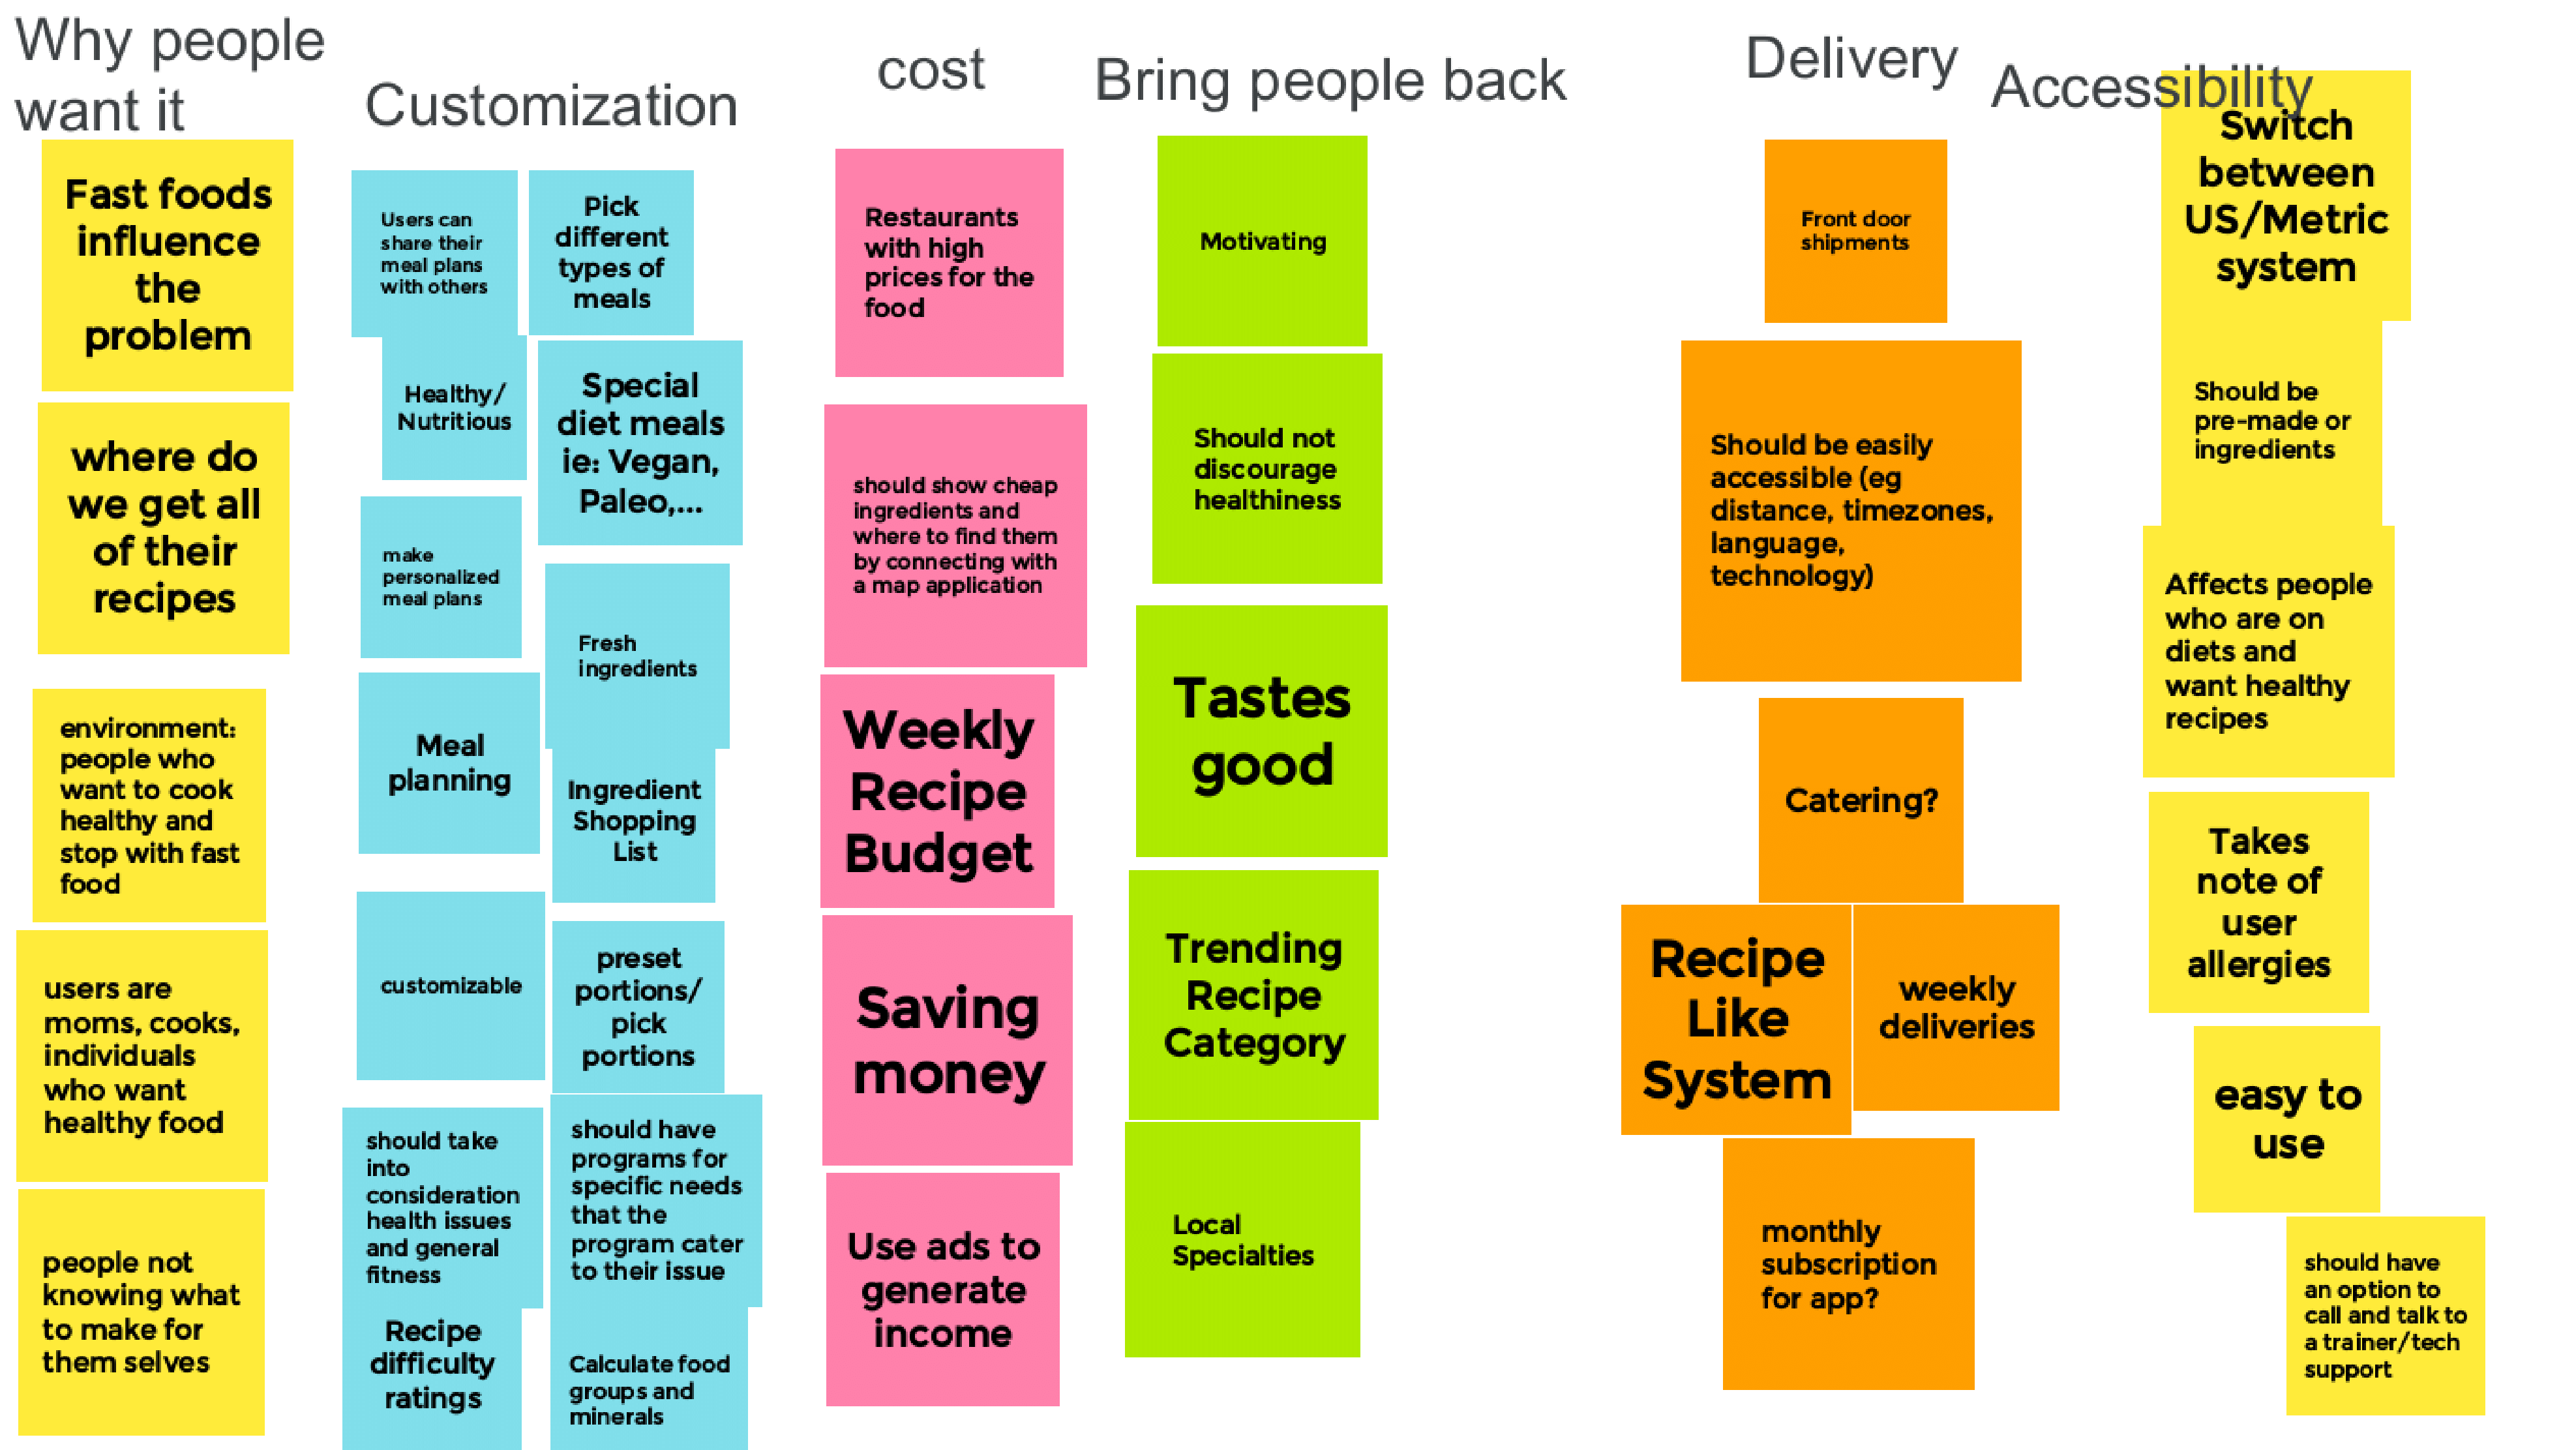 Why people
want it
Fast foods
influence
the
problem
where do
we get all
of their
recipes
environment:
people who
want to cook
healthy and
stop with fast
food
users are
moms, cooks,
individuals
who want
healthy food
people not
knowing what
to make for
them selves
Customization
Users can
share their
meal plans
with others
Pick
different
types of
meals
Healthy/
Nutritious
Special
diet meals
ie: Vegan,
Paleo,...
make
personalized
meal plans
Fresh
ingredients
Meal
planning
Ingredient
Shopping
List
customizable
preset
portions/
pick
portions
should take
into
consideration
health issues
and general
fitness
should have
programs for
specific needs
that the
program cater
to their issue
Recipe
difficulty
ratings
Calculate food
groups and
minerals
cost
Restaurants
with high
prices for the
food
should show cheap
ingredients and
where to find them
by connecting with
a map application
Weekly
Recipe
Budget
Saving
money
Use ads to
generate
income
Bring people back
Motivating
Should not
discourage
healthiness
Tastes
good
Trending
Recipe
Category
Local
Specialties
Delivery
Front door
shipments
Should be easily
accessible (eg
distance, timezones,
language,
technology)
Catering?
Recipe
Like
System
weekly
deliveries
monthly
subscription
for app?
Accessibility
Switch
between
US/Metric
system
Should be
pre-made or
ingredients
Affects people
who are on
diets and
want healthy
recipes
Takes
note of
user
allergies
easy to
use
should have
an option to
call and talk to
a trainer/tech
support